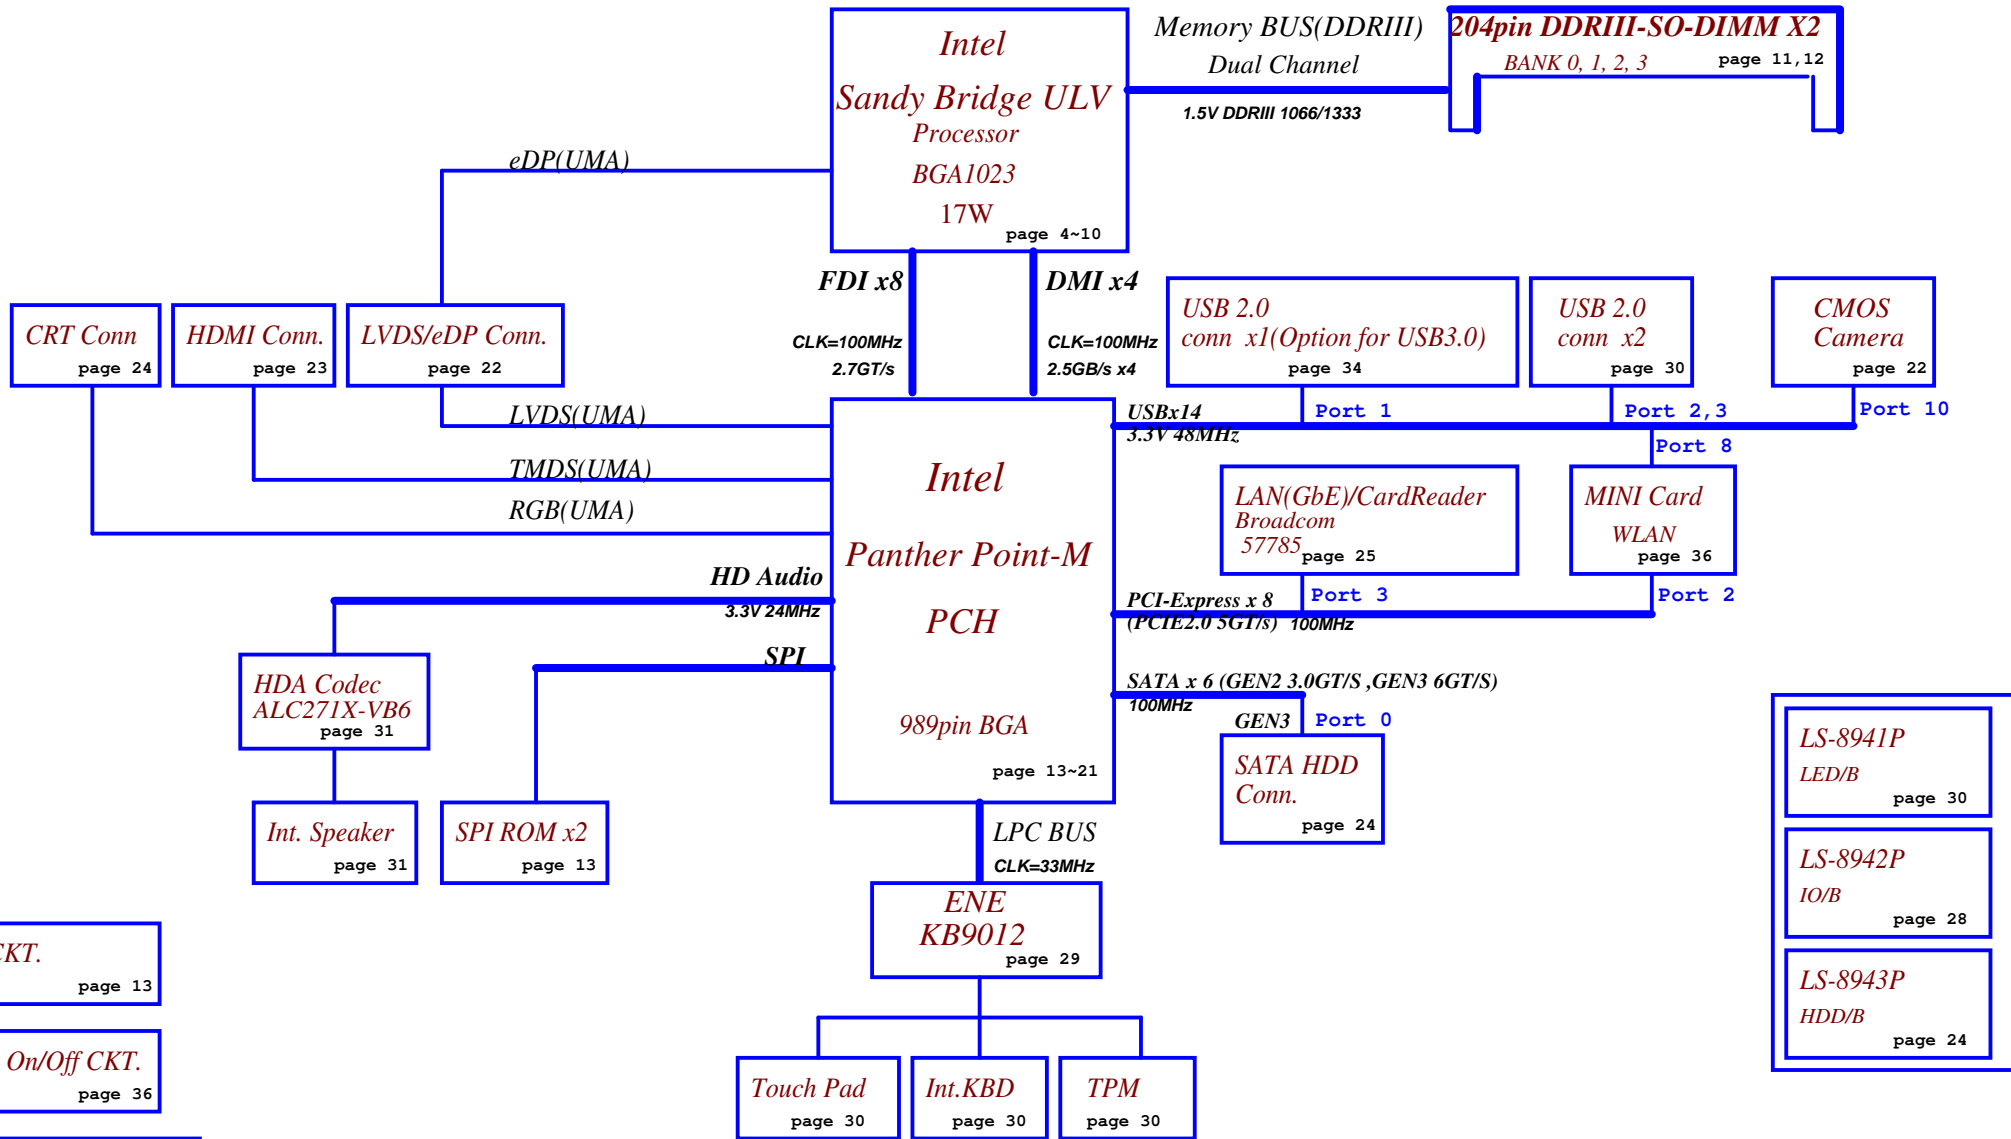 Intel
Sandy Bridge ULV
Processor
BGA1023
17W
page 4~10
Memory BUS(DDRIII)
Dual Channel
1.5V DDRIII 1066/1333
204pin DDRIII-SO-DIMM X2
BANK 0, 1, 2, 3
page 11,12
eDP(UMA)
FDI x8
DMI x4
CLK=100MHz
2.7GT/s
CLK=100MHz
2.5GB/s x4
CRT Conn
page 24
HDMI Conn.
page 23
LVDS/eDP Conn.
page 22
USB 2.0
conn x1(Option for USB3.0)
page 34
USB 2.0
conn x2
page 30
CMOS
Camera
page 22
USBx14
3.3V 48MHz
Port 1
Port 2,3
Port 10
Port 8
LVDS(UMA)
TMDS(UMA)
RGB(UMA)
Intel
Panther Point-M
PCH
989pin BGA
page 13~21
LAN(GbE)/CardReader
Broadcom
57785
page 25
MINI Card
WLAN
page 36
HD Audio
3.3V 24MHz
PCI-Express x 8
(PCIE2.0 5GT/s)
100MHz
Port 3
Port 2
SPI
HDA Codec
ALC271X-VB6
page 31
SATA x 6 (GEN2 3.0GT/S ,GEN3 6GT/S)
100MHz
GEN3
Port 0
SATA HDD
Conn.
page 24
Int. Speaker
page 31
SPI ROM x2
page 13
LPC BUS
CLK=33MHz
ENE
KB9012
page 29
LS-8941P
LED/B
page 30
LS-8942P
IO/B
page 28
LS-8943P
HDD/B
page 24
CKT.
page 13
On/Off CKT.
page 36
Touch Pad
page 30
Int.KBD
page 30
TPM
page 30